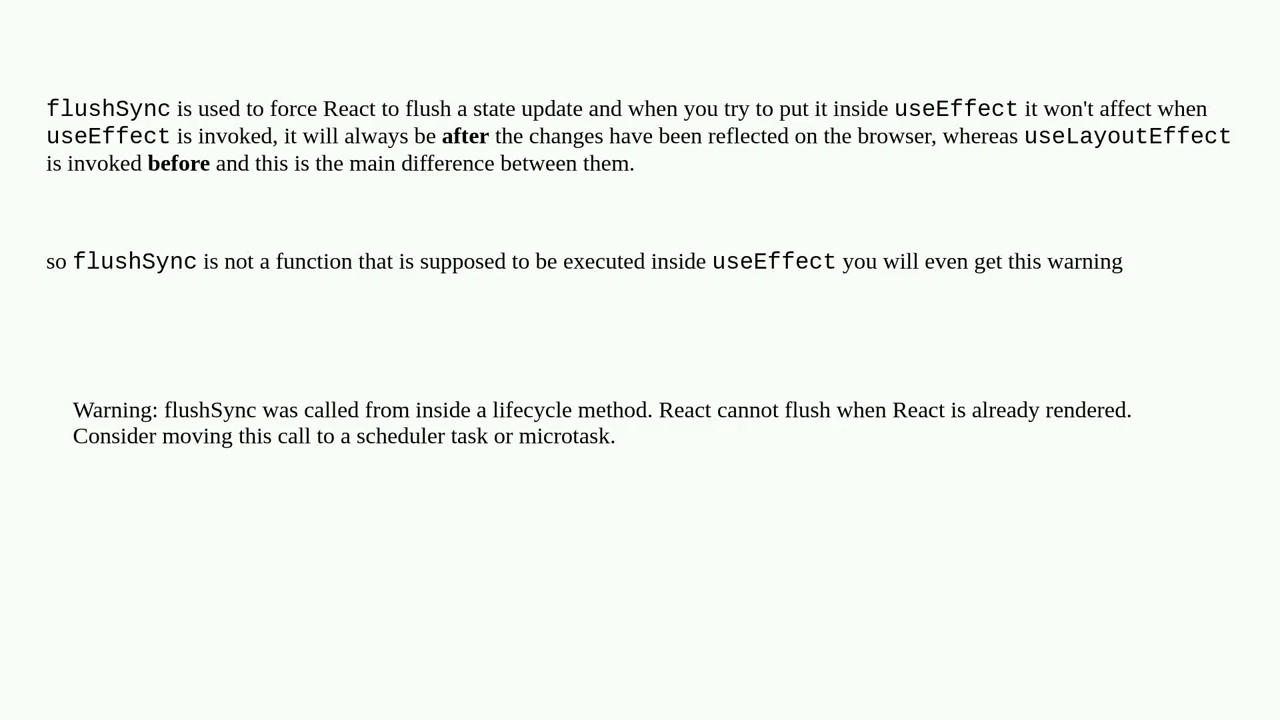 flushSync is used to force React to flush a state update and when you try to put it inside useEffect it won't affect when
useEffect is invoked, it will always be after the changes have been reflected on the browser, whereas useLayoutEffect
is invoked before and this is the main difference between them.
so flushSync is not a function that is supposed to be executed inside useEffect you will even get this warning
Warning: flushSync was called from inside a lifecycle method. React cannot flush when React is already rendered.
Consider moving this call to a scheduler task or microtask.